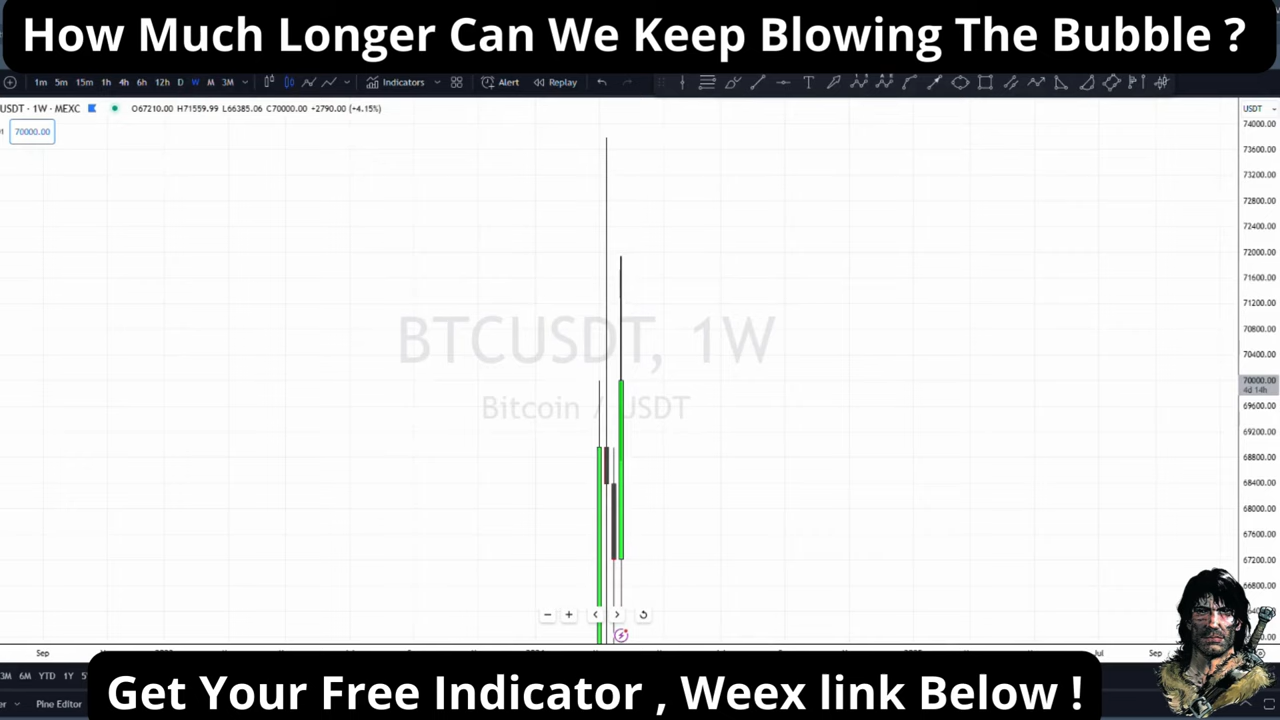 How Much Longer Can We Keep Blowing The Bubble ?
1m 5m 15m 1h 4h 6h 12h D W M 3M Indicators Alert Replay
USDT · 1W · MEXC O67210.00 H71559.99 L66385.06 C70000.00 +2790.00 (+4.15%)
USDT
70000.00
74000.00
73600.00
73200.00
72800.00
72400.00
72000.00
71600.00
71200.00
70800.00
70400.00
70000.00
4d 14h
69600.00
69200.00
68800.00
68400.00
68000.00
67600.00
67200.00
66800.00
BTCUSDT, 1W
Bitcoin / USDT
Sep Jul Sep
3M 6M YTD 1Y
Pine Editor
Get Your Free Indicator , Weex link Below !